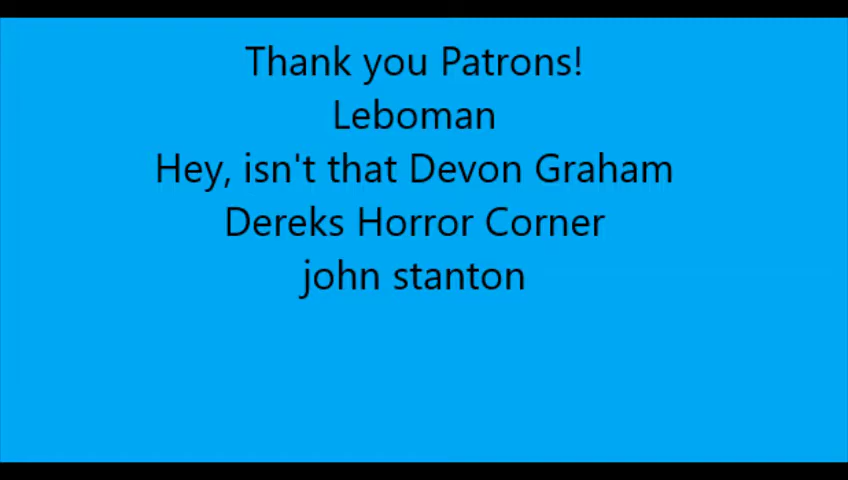 Thank you Patrons!
Leboman
Hey, isn't that Devon Graham
Dereks Horror Corner
john stanton